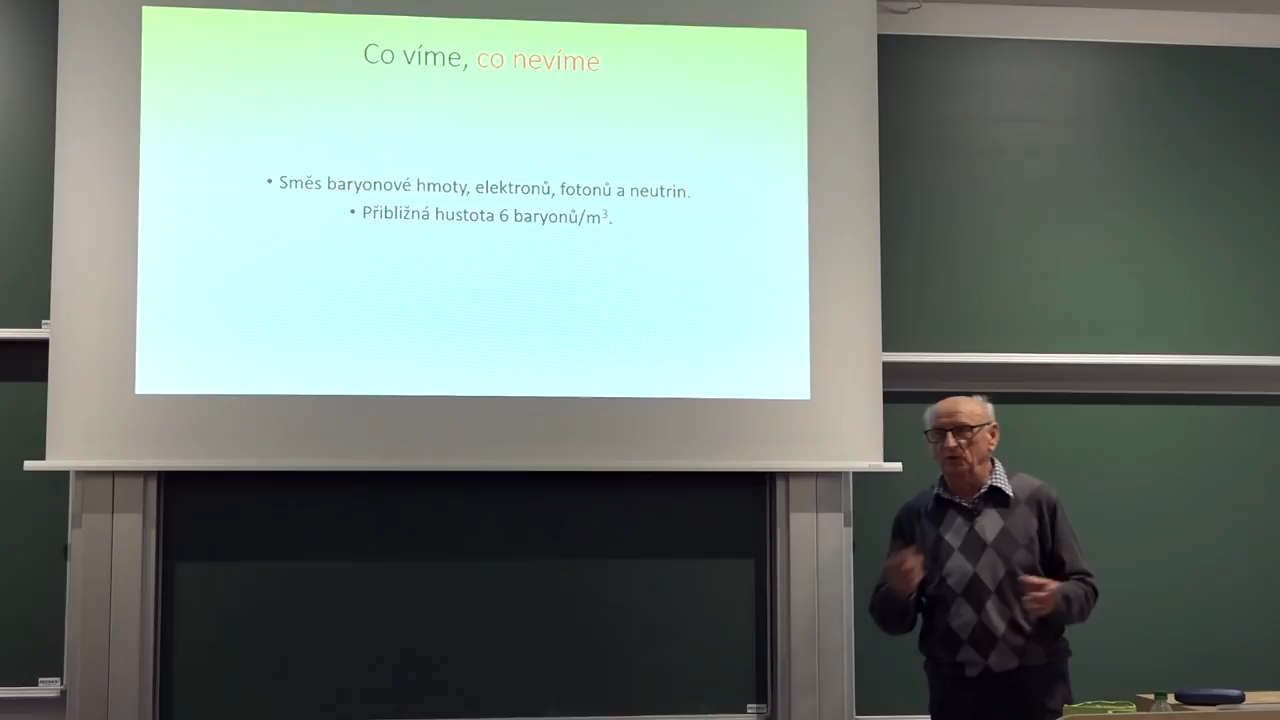 Co víme, co nevíme
• Směs baryonové hmoty, elektronů, fotonů a neutrin.
• Přibližná hustota 6 baryonů/m³.